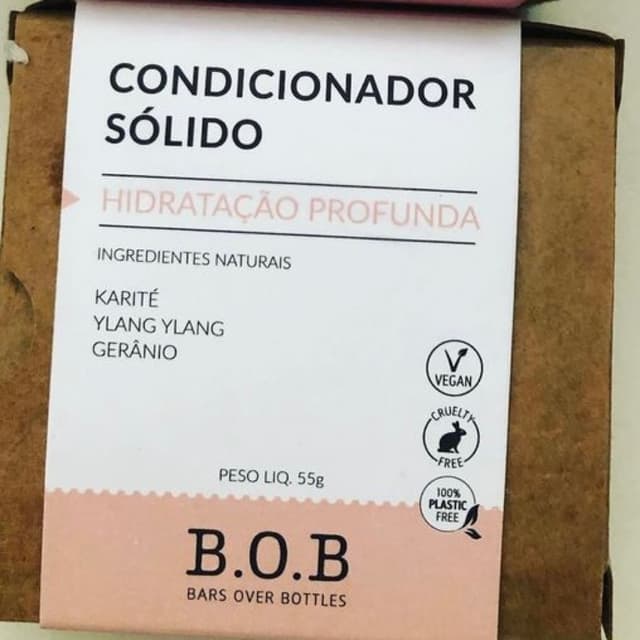 CONDICIONADOR
SÓLIDO
HIDRATAÇÃO PROFUNDA
INGREDIENTES NATURAIS
KARITÉ
YLANG YLANG
GERÂNIO
VEGAN
CRUELTY
FREE
100%
PLASTIC
FREE
PESO LIQ. 55g
B.O.B
BARS OVER BOTTLES